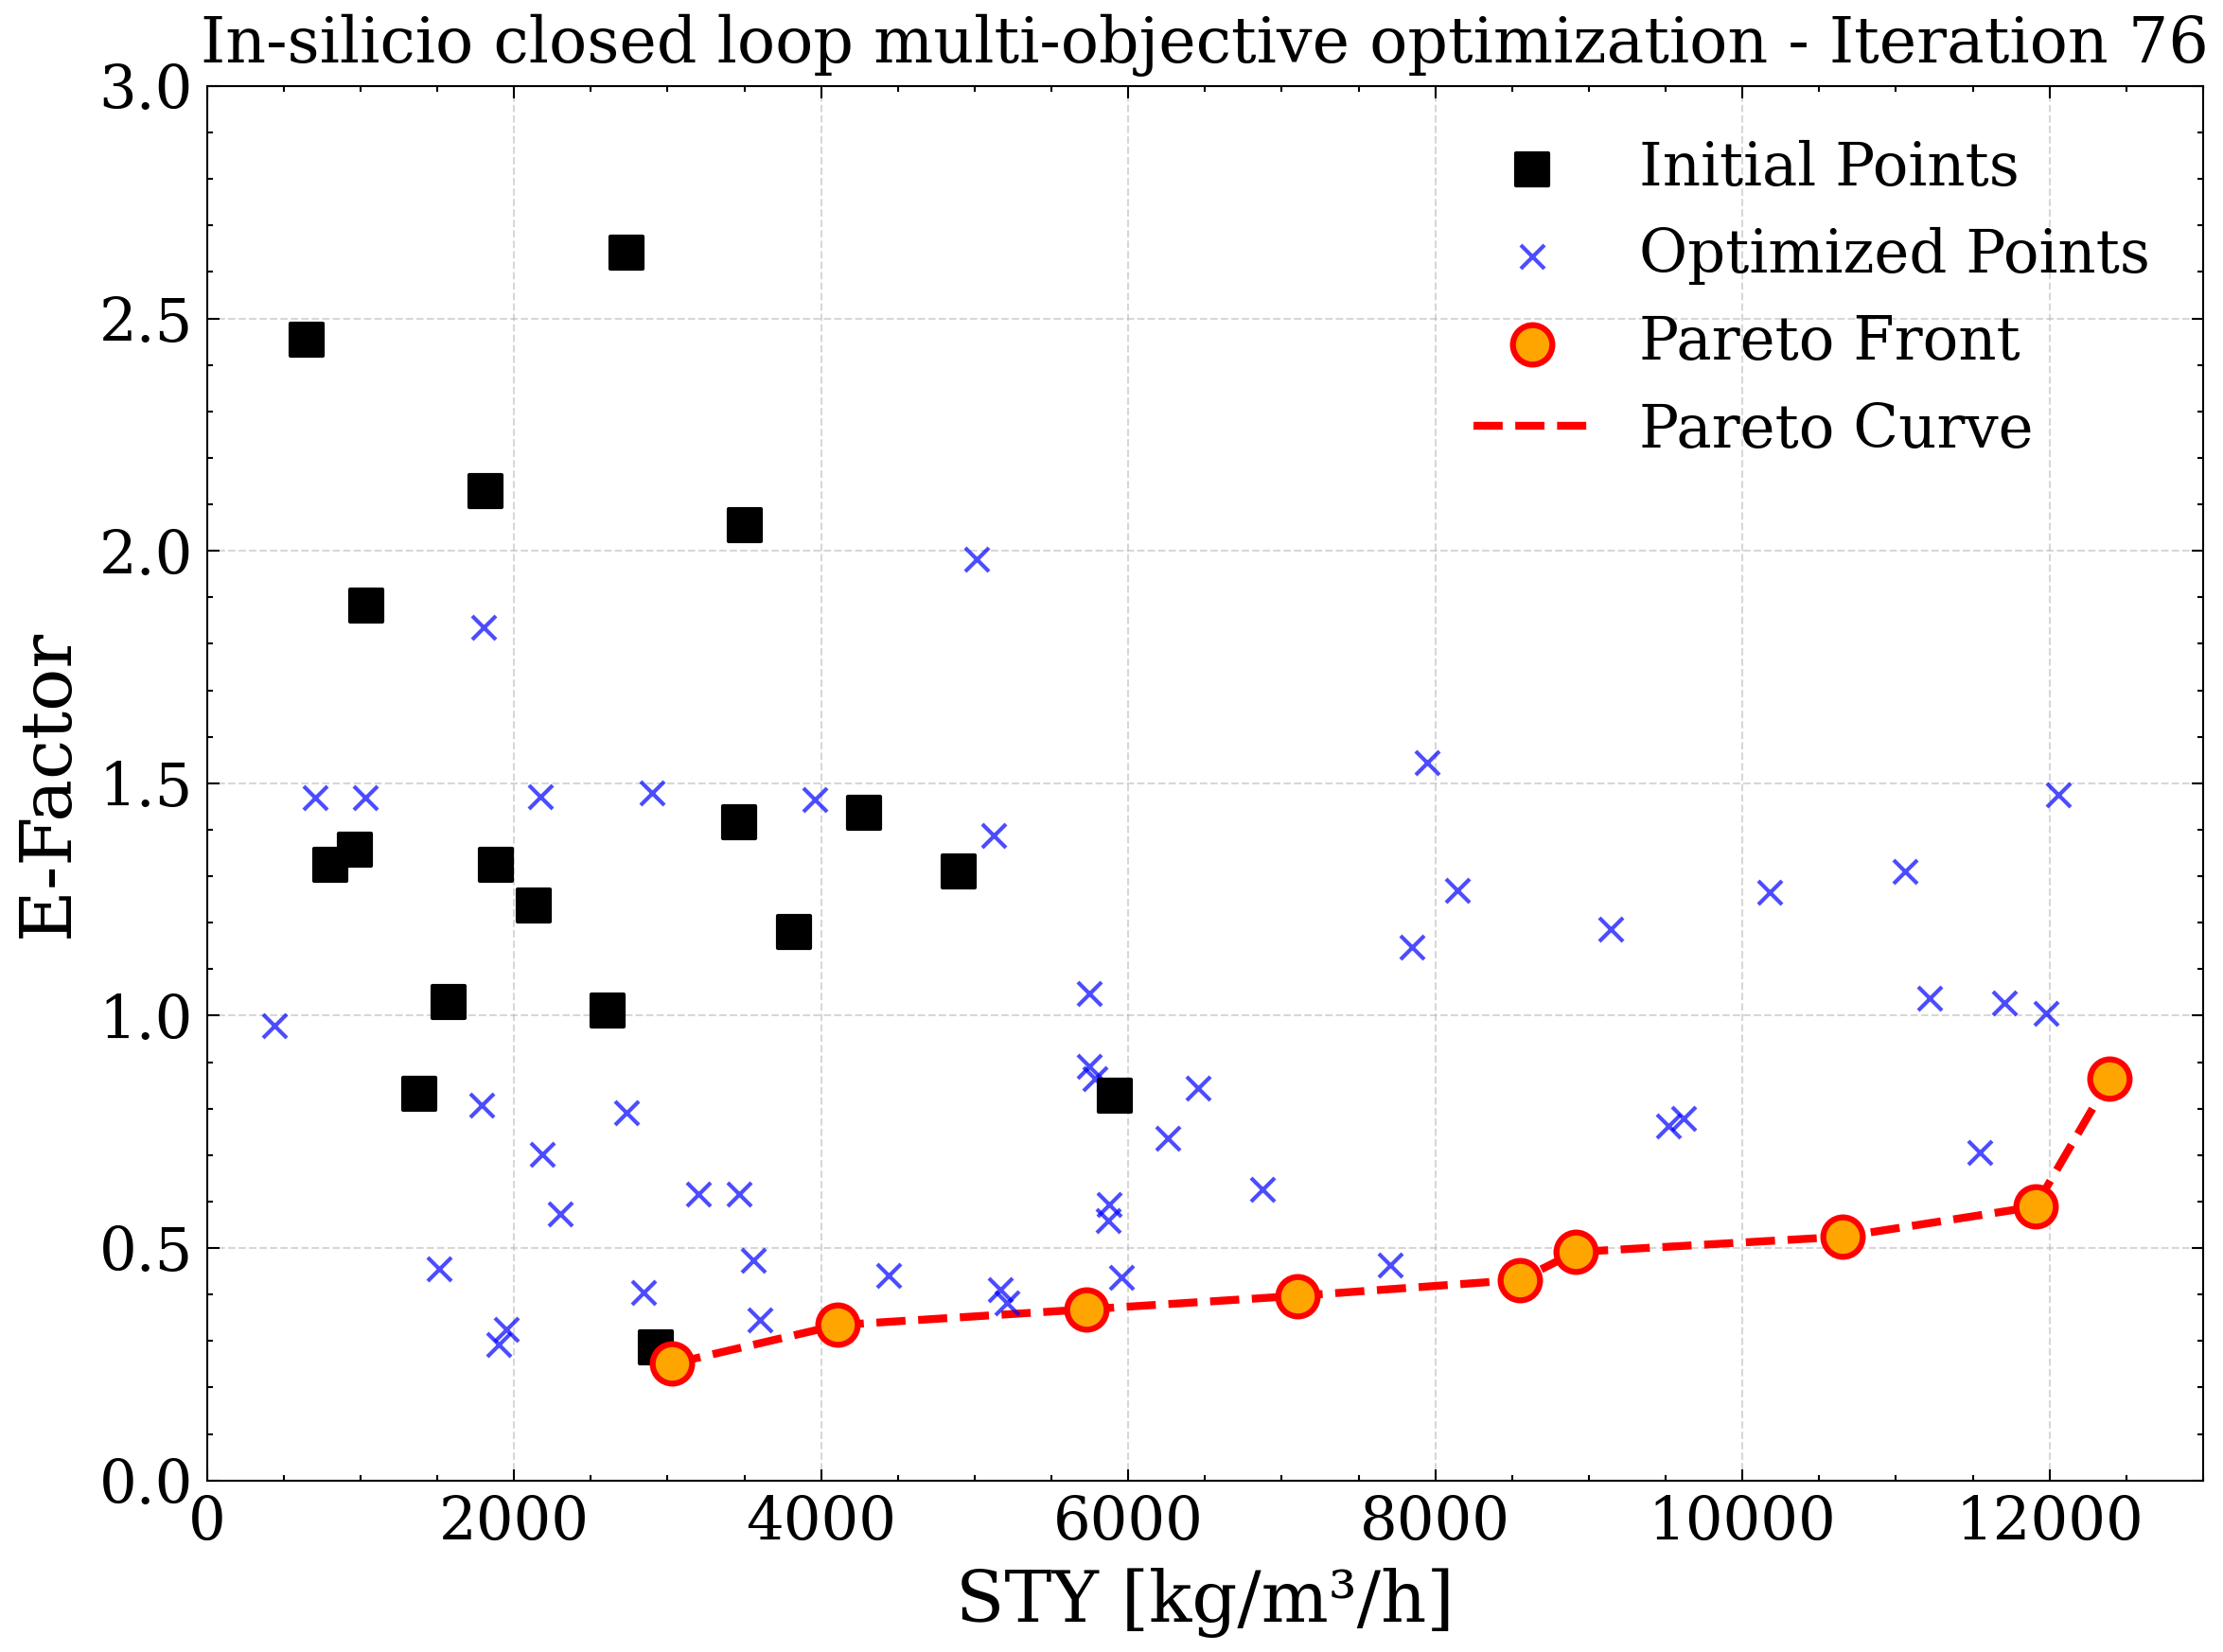 In-silicio closed loop multi-objective optimization - Iteration 76
3.0
2.5
2.0
1.5
1.0
0.5
0.0
E-Factor
Initial Points
Optimized Points
Pareto Front
Pareto Curve
0 2000 4000 6000 8000 10000 12000
STY [kg/m³/h]